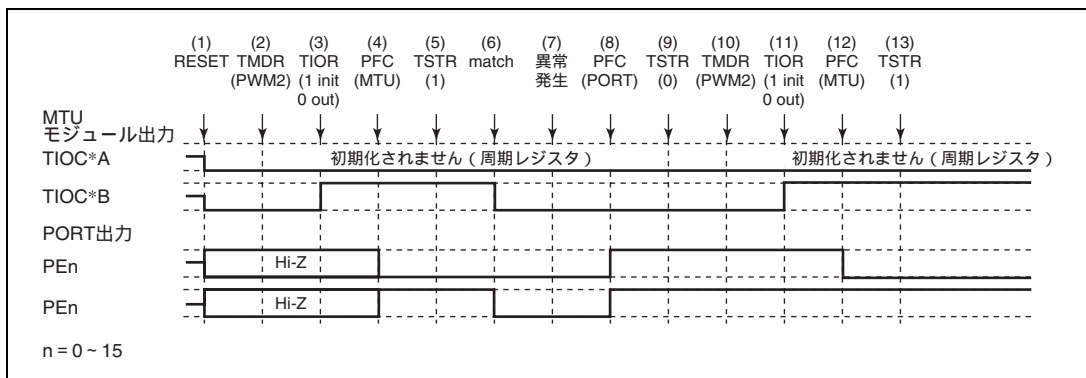 (1) (2) (3) (4) (5) (6) (7) (8) (9) (10) (11) (12) (13)
RESET TMDR TIOR PFC TSTR match 異常 PFC TSTR TMDR TIOR PFC TSTR
(PWM2) (1 init (MTU) (1) 発生 (PORT) (0) (PWM2) (1 init (MTU) (1)
0 out) 0 out)
MTU
モジュール出力
TIOC*A 初期化されません（周期レジスタ） 初期化されません（周期レジスタ）
TIOC*B
PORT出力
PEn Hi-Z
PEn Hi-Z
n = 0 ~ 15